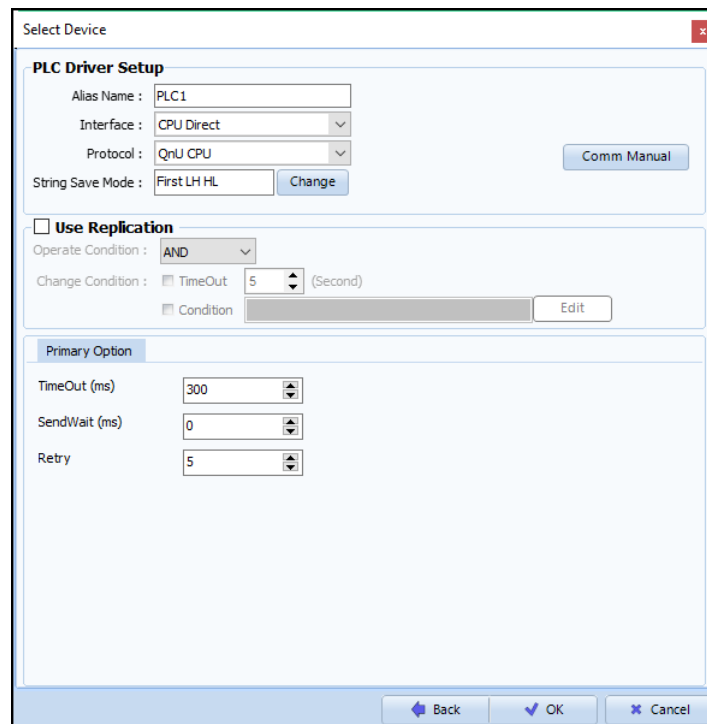 Select Device
x
PLC Driver Setup
Alias Name : PLC1
Interface : CPU Direct
Protocol : QnU CPU
Comm Manual
String Save Mode : First LH HL Change
Use Replication
Operate Condition : AND
Change Condition : TimeOut 5 (Second)
Condition Edit
Primary Option
TimeOut (ms) 300
SendWait (ms) 0
Retry 5
Back OK Cancel